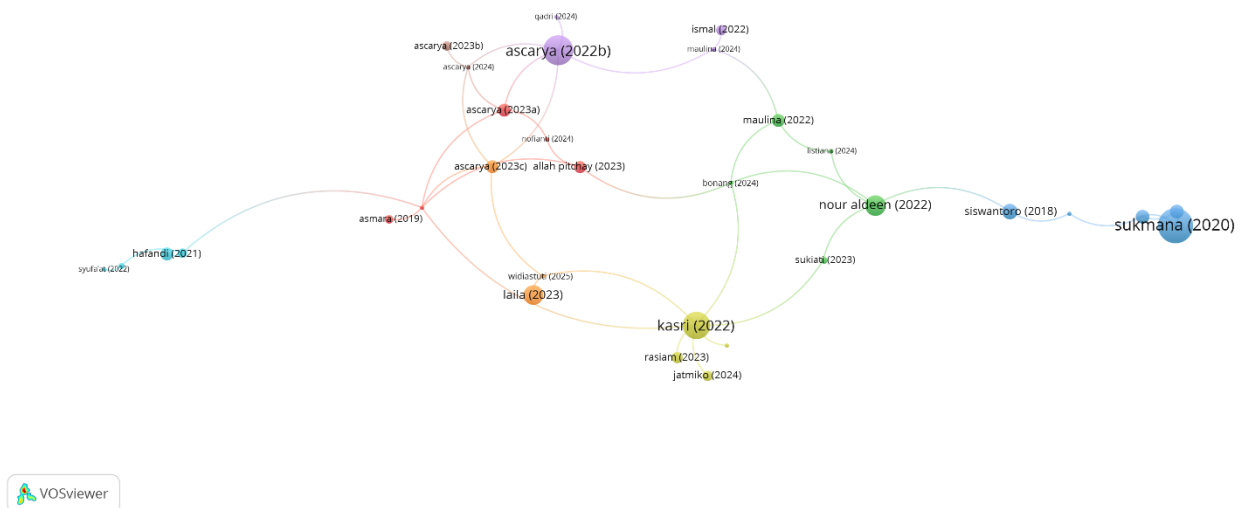 qadri (2024)
ismal (2022)
ascarya (2023b)
ascarya (2022b)
maulina (2024)
ascarya (2024)
ascarya (2023a)
maulina (2022)
nolianti (2024)
listiana (2024)
ascarya (2023c)
allah pitchay (2023)
bonang (2024)
nour aldeen (2022)
siswantoro (2018)
asmara (2019)
sukmana (2020)
hafandi (2021)
sukiati (2023)
syufa'at (2022)
widiastuti (2025)
laila (2023)
kasri (2022)
rasiam (2023)
jatmiko (2024)
VOSviewer